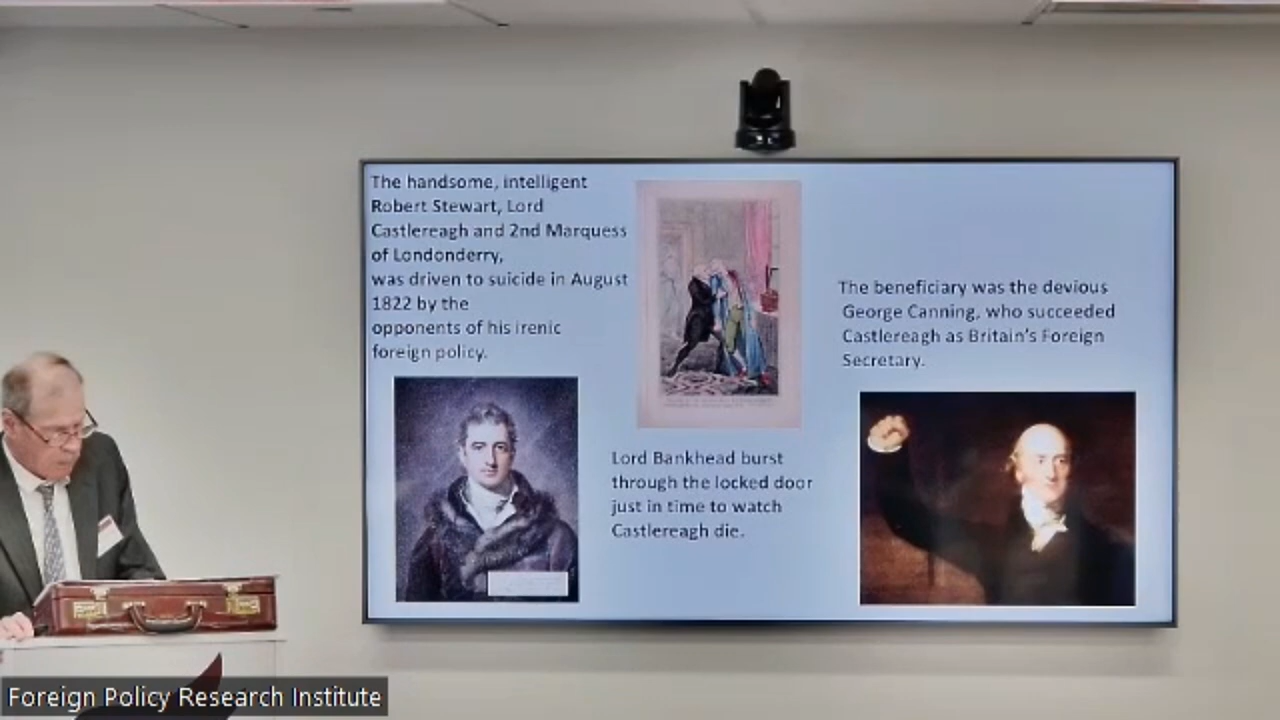 The handsome, intelligent
Robert Stewart, Lord
Castlereagh and 2nd Marquess
of Londonderry,
was driven to suicide in August
1822 by the
opponents of his irenic
foreign policy.
Lord Bankhead burst
through the locked door
just in time to watch
Castlereagh die.
The beneficiary was the devious
George Canning, who succeeded
Castlereagh as Britain's Foreign
Secretary.
Foreign Policy Research Institute